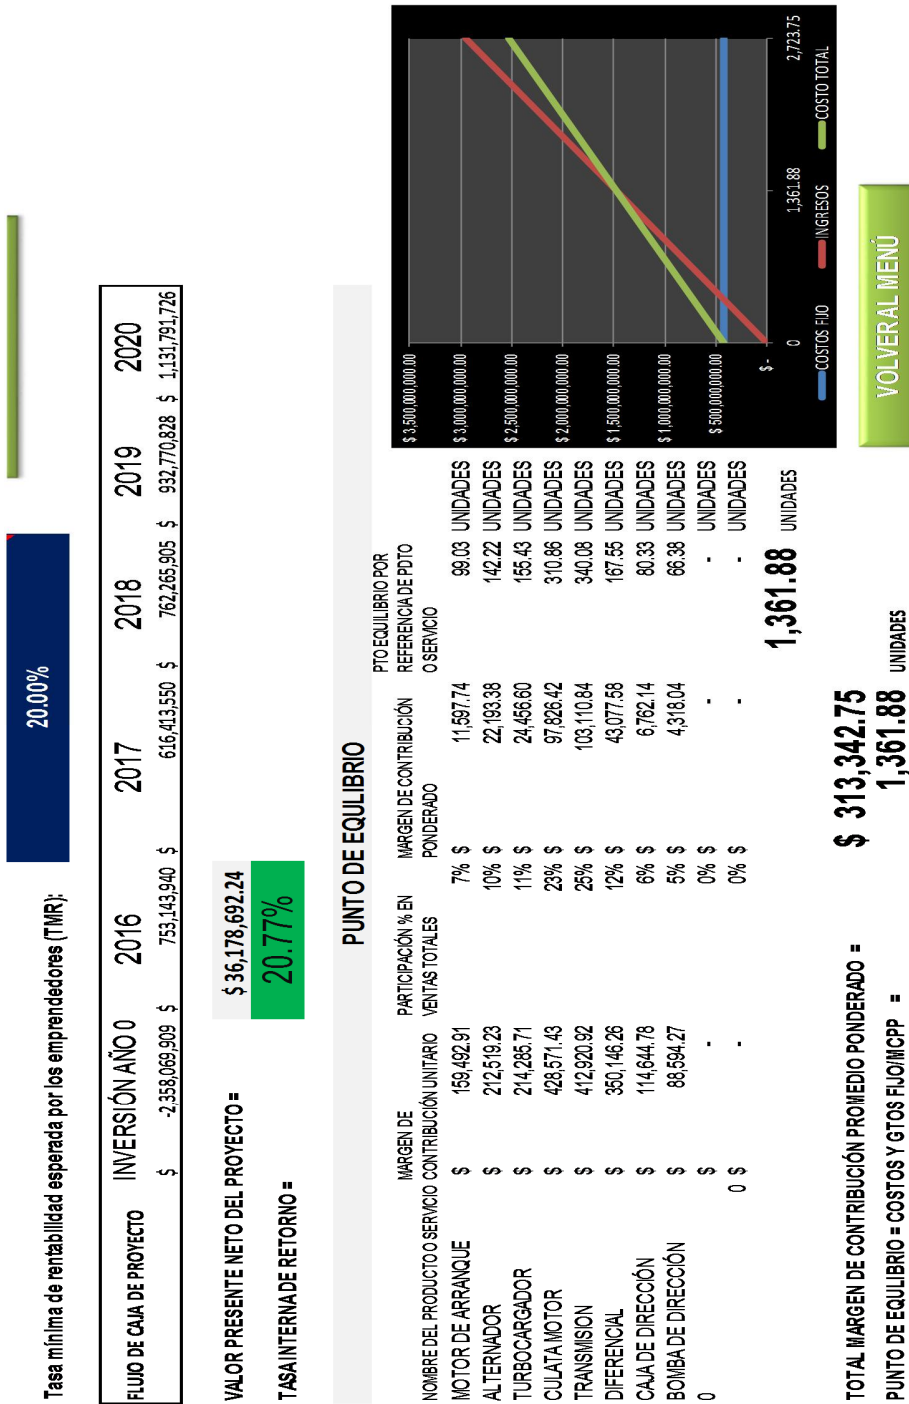 Tasa mínima de rentabilidad esperada por los emprendedores (TMR): 20.00%
FLUJO DE CAJA DE PROYECTO INVERSIÓN AÑO 0 2016 2017 2018 2019 2020
$ -2,358,069,909 $ 753,143,940 $ 616,413,550 $ 762,265,905 $ 932,770,828 $ 1,131,791,726
VALOR PRESENTE NETO DEL PROYECTO = $ 36,178,692.24
TASA INTERNA DE RETORNO = 20.77%
PUNTO DE EQULIBRIO
NOMBRE DEL PRODUCTO O SERVICIO MARGEN DE CONTRIBUCIÓN UNITARIO PARTICIPACIÓN % EN VENTAS TOTALES MARGEN DE CONTRIBUCIÓN PONDERADO PTO EQUILIBRIO POR REFERENCIA DE PDTO O SERVICIO
MOTOR DE ARRANQUE $ 159,492.91 7% $ 11,597.74 99.03 UNIDADES
ALTERNADOR $ 212,519.23 10% $ 22,193.38 142.22 UNIDADES
TURBOCARGADOR $ 214,285.71 11% $ 24,456.60 155.43 UNIDADES
CULATA MOTOR $ 428,571.43 23% $ 97,826.42 310.86 UNIDADES
TRANSMISION $ 412,920.92 25% $ 103,110.84 340.08 UNIDADES
DIFERENCIAL $ 350,146.26 12% $ 43,077.58 167.55 UNIDADES
CAJA DE DIRECCIÓN $ 114,644.78 6% $ 6,762.14 80.33 UNIDADES
BOMBA DE DIRECCIÓN $ 88,594.27 5% $ 4,318.04 66.38 UNIDADES
0 $ - 0% $ - - UNIDADES
0 $ - 0% $ - - UNIDADES
1,361.88 UNIDADES
TOTAL MARGEN DE CONTRIBUCIÓN PROMEDIO PONDERADO = $ 313,342.75
PUNTO DE EQULIBRIO = COSTOS Y GTOS FIJO/MCPP = 1,361.88 UNIDADES
$ 3,500,000,000.00
$ 3,000,000,000.00
$ 2,500,000,000.00
$ 2,000,000,000.00
$ 1,500,000,000.00
$ 1,000,000,000.00
$ 500,000,000.00
$ -
0 1,361.88 2,723.75
COSTOS FIJO INGRESOS COSTO TOTAL
VOLVER AL MENÚ